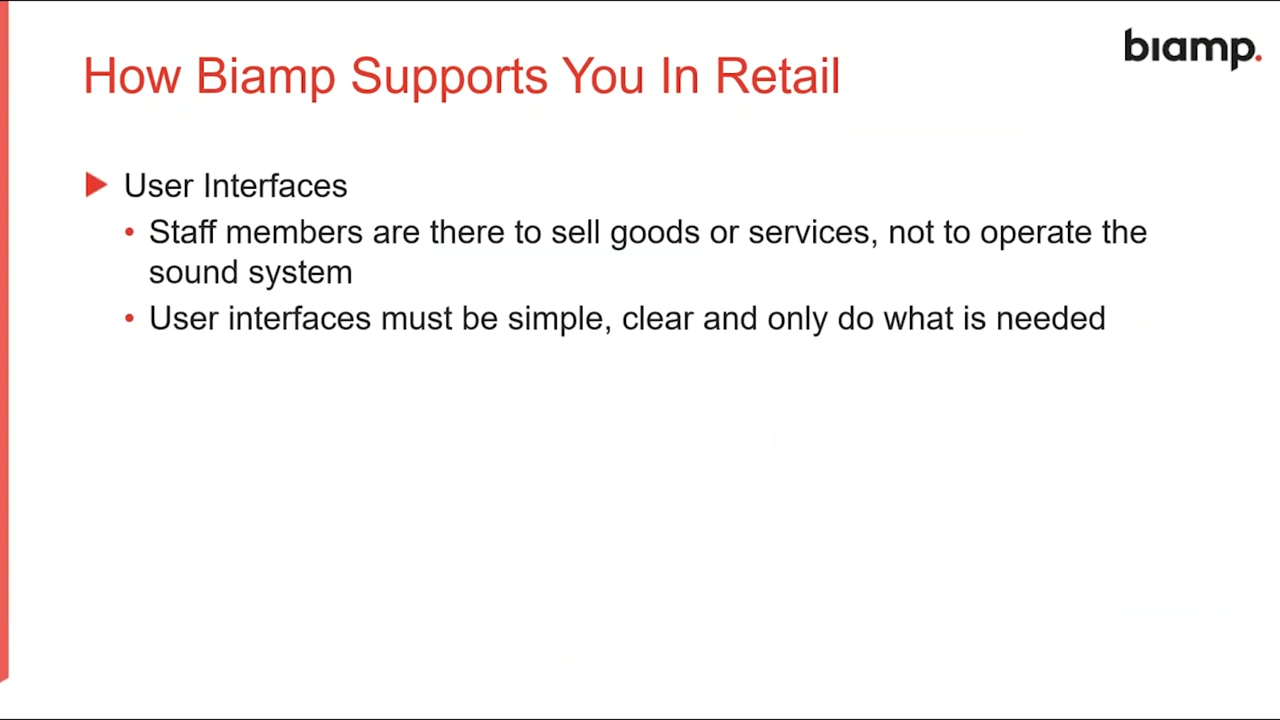 biamp.
How Biamp Supports You In Retail
User Interfaces
• Staff members are there to sell goods or services, not to operate the
sound system
• User interfaces must be simple, clear and only do what is needed